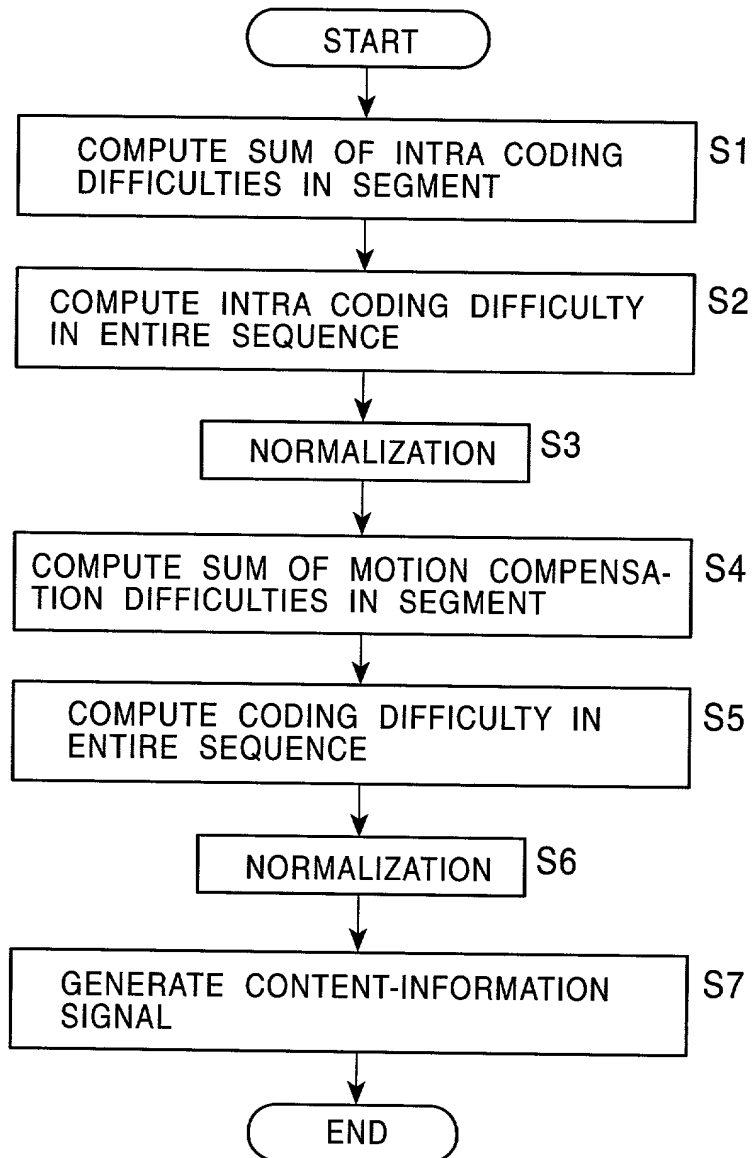 START
COMPUTE SUM OF INTRA CODING
DIFFICULTIES IN SEGMENT
S1
COMPUTE INTRA CODING DIFFICULTY
IN ENTIRE SEQUENCE
S2
NORMALIZATION
S3
COMPUTE SUM OF MOTION COMPENSA-
TION DIFFICULTIES IN SEGMENT
S4
COMPUTE CODING DIFFICULTY IN
ENTIRE SEQUENCE
S5
NORMALIZATION
S6
GENERATE CONTENT-INFORMATION
SIGNAL
S7
END